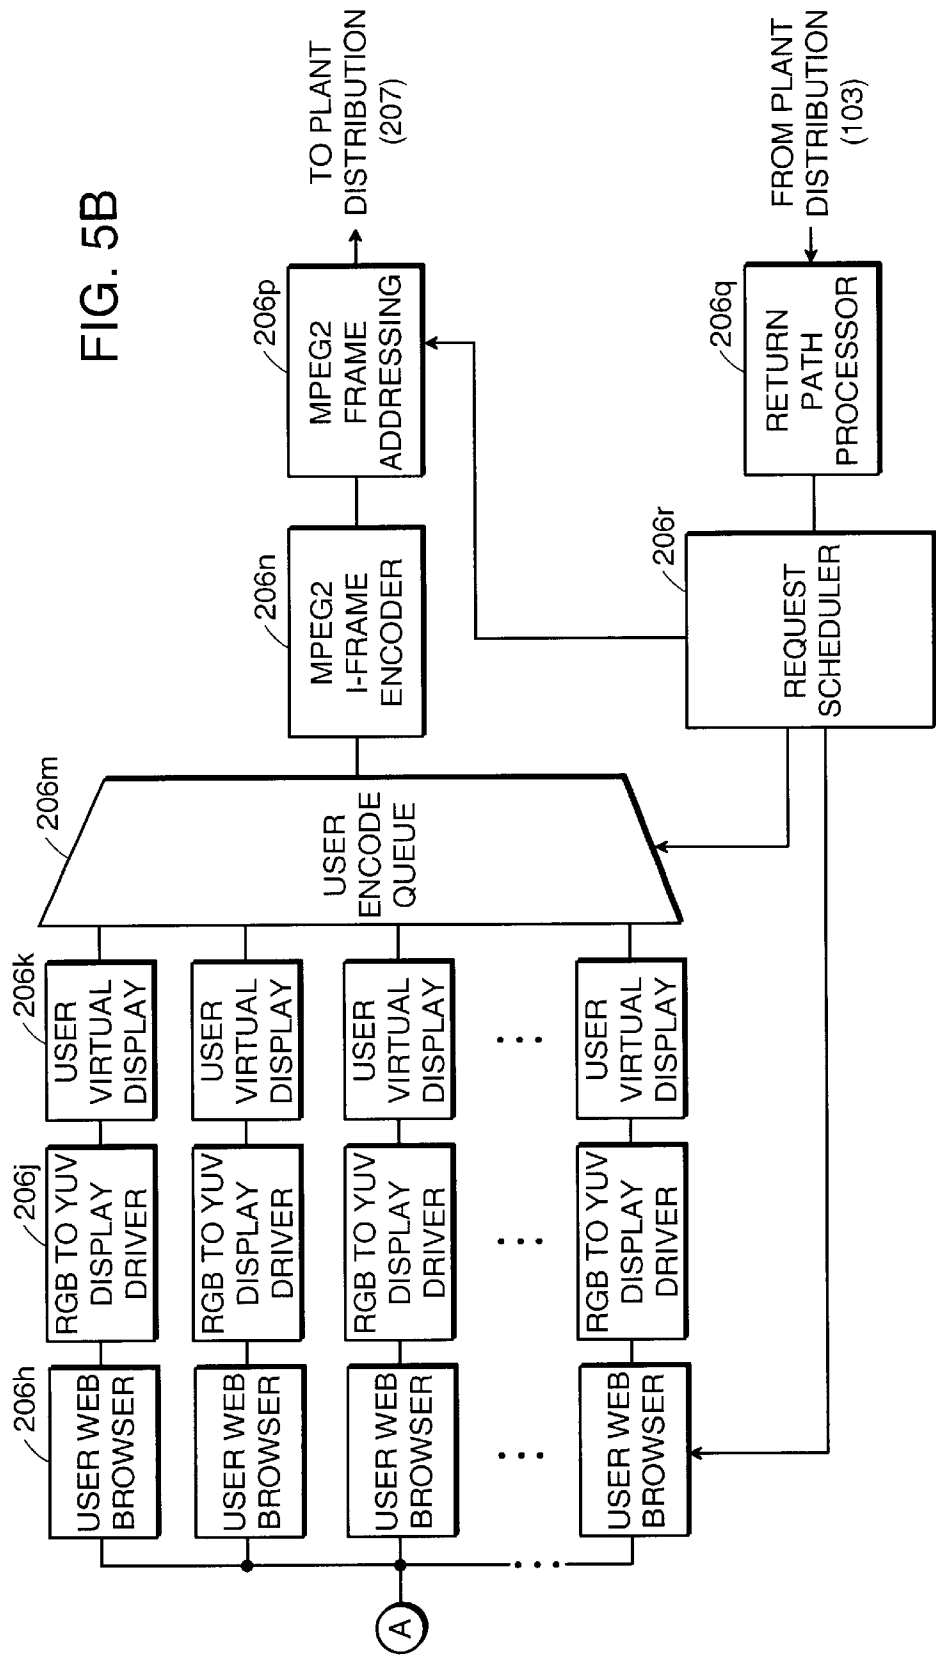 FIG. 5B
206h
USER WEB
BROWSER
206j
RGB TO YUV
DISPLAY
DRIVER
206k
USER
VIRTUAL
DISPLAY
USER WEB
BROWSER
RGB TO YUV
DISPLAY
DRIVER
USER
VIRTUAL
DISPLAY
USER WEB
BROWSER
RGB TO YUV
DISPLAY
DRIVER
USER
VIRTUAL
DISPLAY
USER WEB
BROWSER
RGB TO YUV
DISPLAY
DRIVER
USER
VIRTUAL
DISPLAY
A
206m
USER
ENCODE
QUEUE
206n
MPEG2
I-FRAME
ENCODER
206p
MPEG2
FRAME
ADDRESSING
TO PLANT
DISTRIBUTION
(207)
206r
REQUEST
SCHEDULER
206q
RETURN
PATH
PROCESSOR
FROM PLANT
DISTRIBUTION
(103)